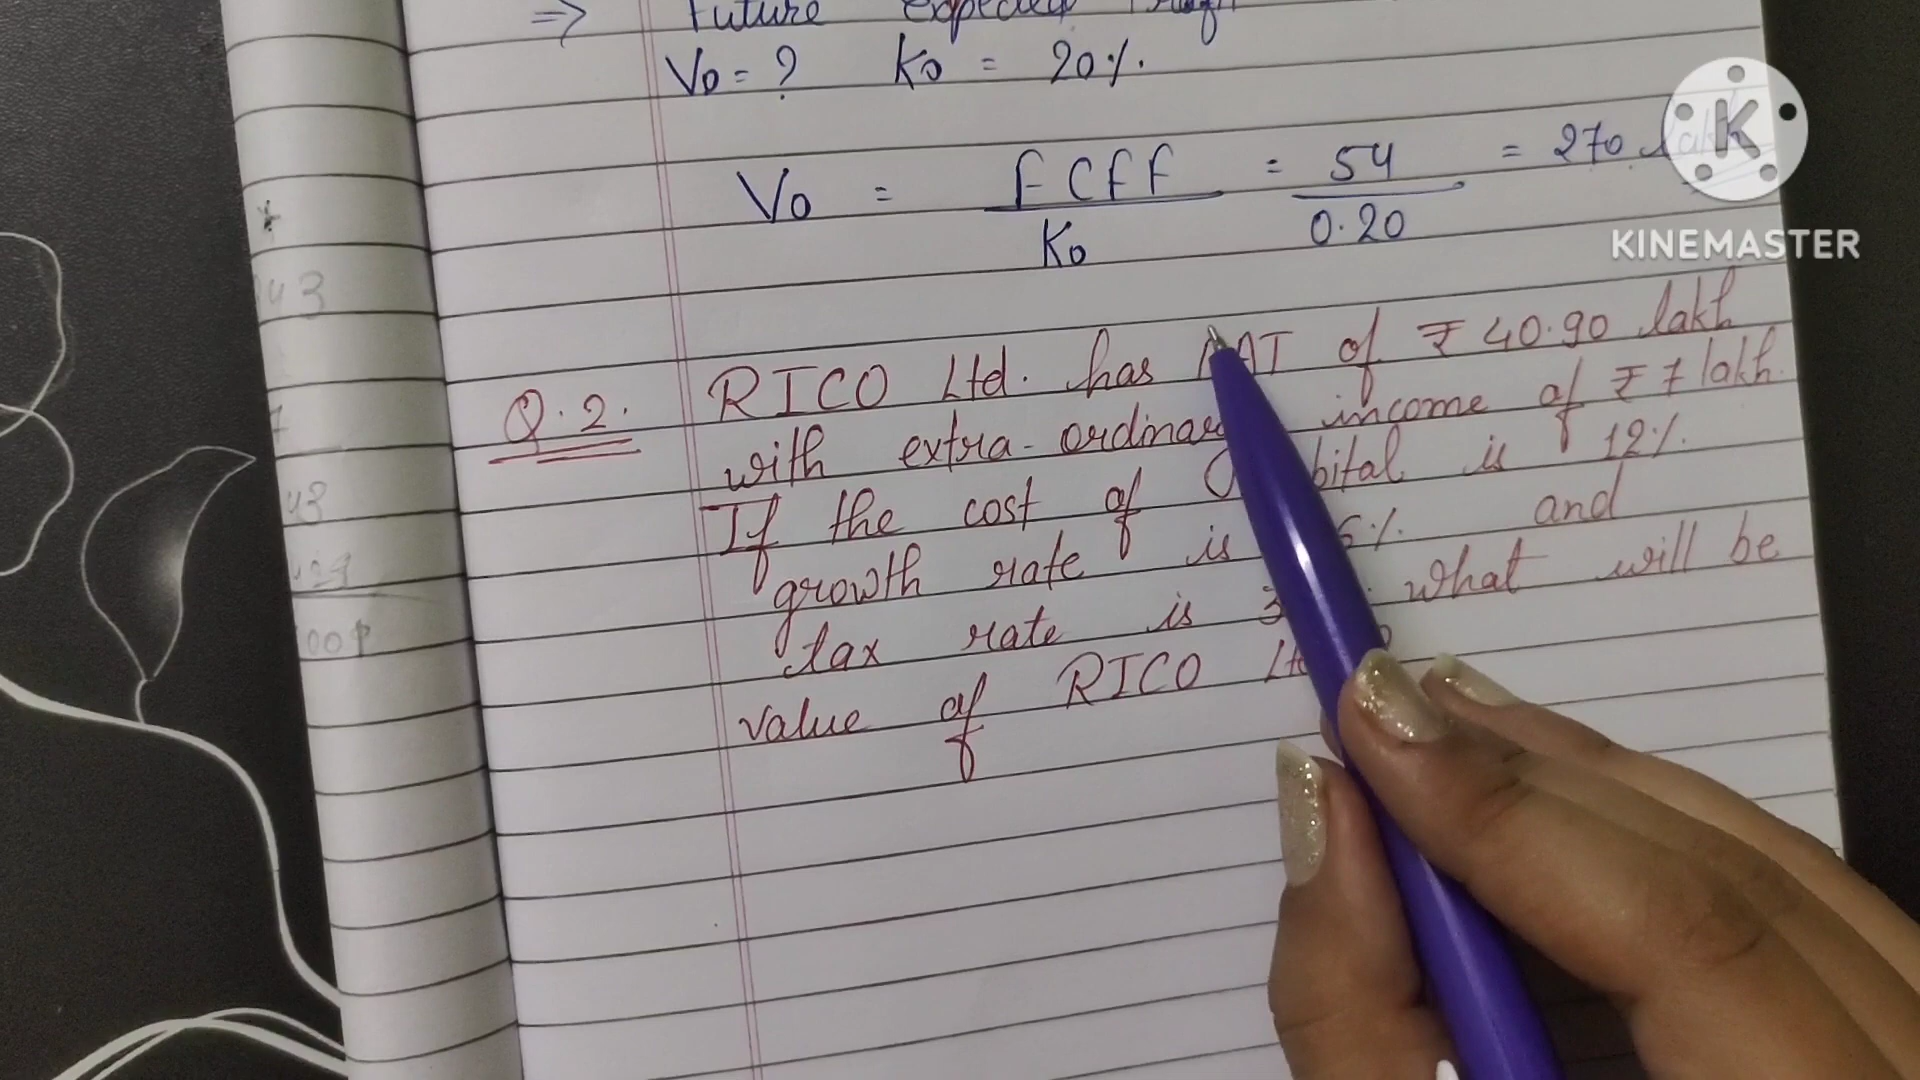 ⇒ Future expected
V0 = ? K0 = 20%.
V0 = FCFF / K0 = 54 / 0.20 = 270
K
KINEMASTER
Q.2. RICO Ltd. has of ₹ 40.90 lakh
with extra-ordinary income of ₹ 7 lakh.
If the cost of is 12%.
growth rate is and
tax rate is what will be
value of RICO
43